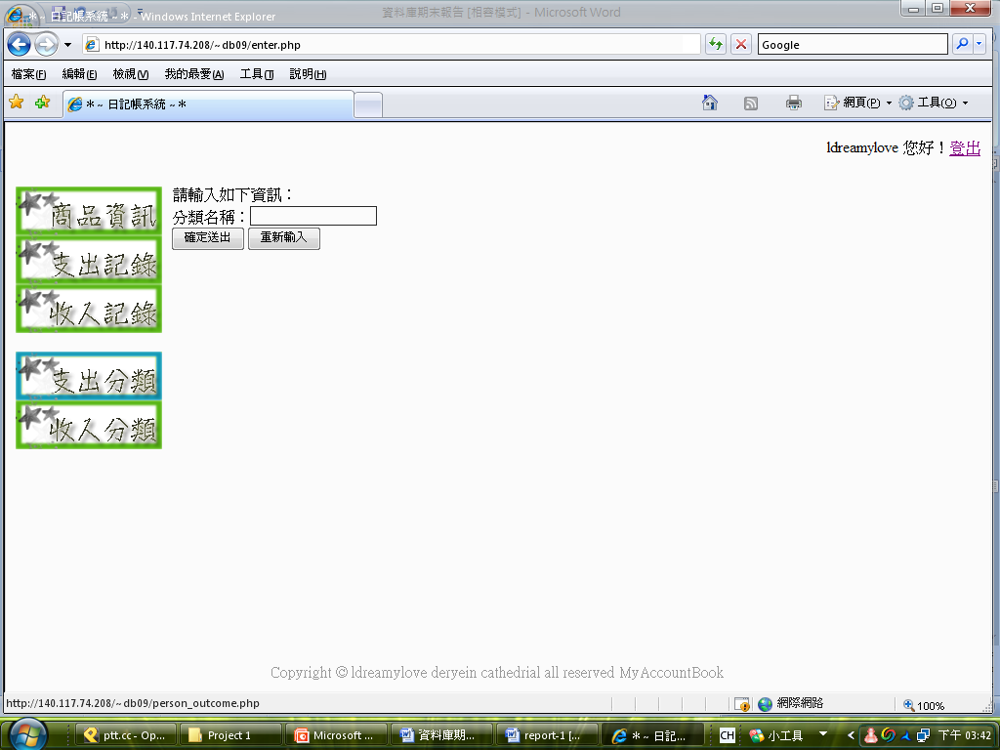 ＊~ 日記帳系統 ~＊ - Windows Internet Explorer
資料庫期末報告 [相容模式] - Microsoft Word
http://140.117.74.208/~db09/enter.php
Google
檔案(F) 編輯(E) 檢視(V) 我的最愛(A) 工具(T) 說明(H)
＊~ 日記帳系統 ~＊
網頁(P) 工具(O)
ldreamylove 您好！登出
商品資訊
支出記錄
收入記錄
支出分類
收入分類
請輸入如下資訊：
分類名稱：
確定送出 重新輸入
Copyright © ldreamylove deryein cathedrial all reserved MyAccountBook
http://140.117.74.208/~db09/person_outcome.php
網際網路
100%
ptt.cc - Op...
Project 1
Microsoft ...
資料庫期...
report-1 [...
＊~ 日記...
CH
小工具
下午 03:42